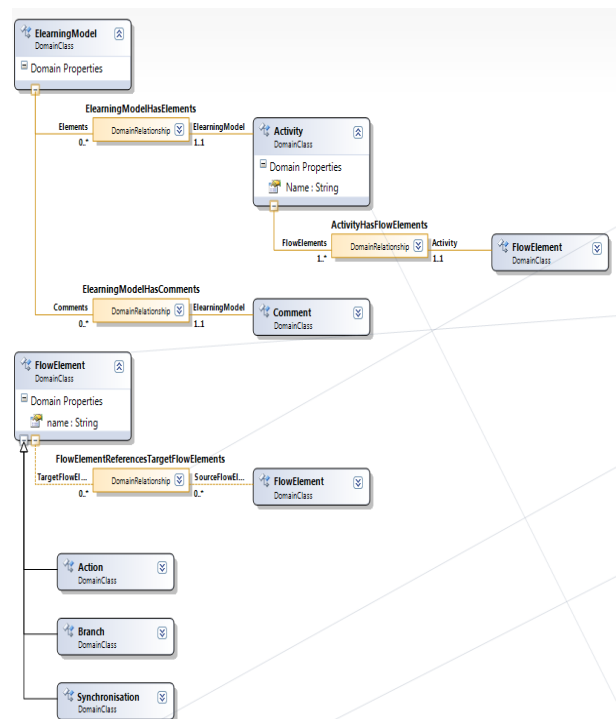 ElearningModel
DomainClass
Domain Properties
ElearningModelHasElements
Elements
DomainRelationship
ElearningModel
0..*
1..1
Activity
DomainClass
Domain Properties
Name : String
ActivityHasFlowElements
FlowElements
DomainRelationship
Activity
1..*
1..1
FlowElement
DomainClass
ElearningModelHasComments
Comments
DomainRelationship
ElearningModel
0..*
1..1
Comment
DomainClass
FlowElement
DomainClass
Domain Properties
name : String
FlowElementReferencesTargetFlowElements
TargetFlowEl...
DomainRelationship
SourceFlowEl...
0..*
0..*
FlowElement
DomainClass
Action
DomainClass
Branch
DomainClass
Synchronisation
DomainClass